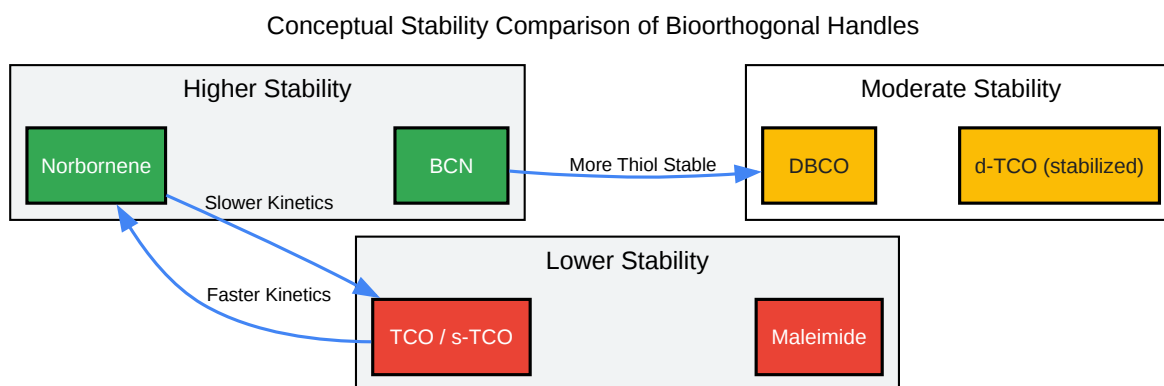 Conceptual Stability Comparison of Bioorthogonal Handles
Higher Stability
Moderate Stability
Norbornene
BCN
More Thiol Stable
DBCO
d-TCO (stabilized)
Slower Kinetics
Lower Stability
Faster Kinetics
TCO / s-TCO
Maleimide